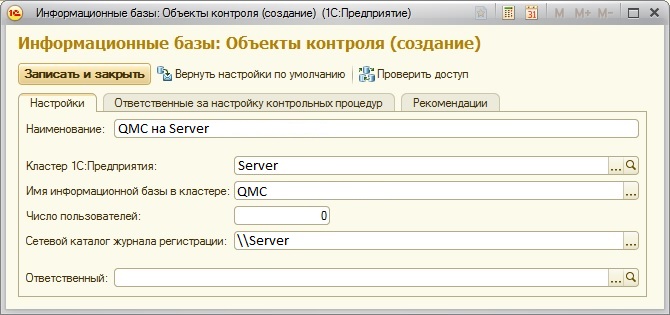 Информационные базы: Объекты контроля (создание) (1С:Предприятие)
M M+ M-
Информационные базы: Объекты контроля (создание)
Записать и закрыть Вернуть настройки по умолчанию Проверить доступ
Настройки Ответственные за настройку контрольных процедур Рекомендации
Наименование: QMC на Server
Кластер 1С:Предприятия: Server ...
Имя информационной базы в кластере: QMC ...
Число пользователей: 0
Сетевой каталог журнала регистрации: \\Server ...
Ответственный: ...